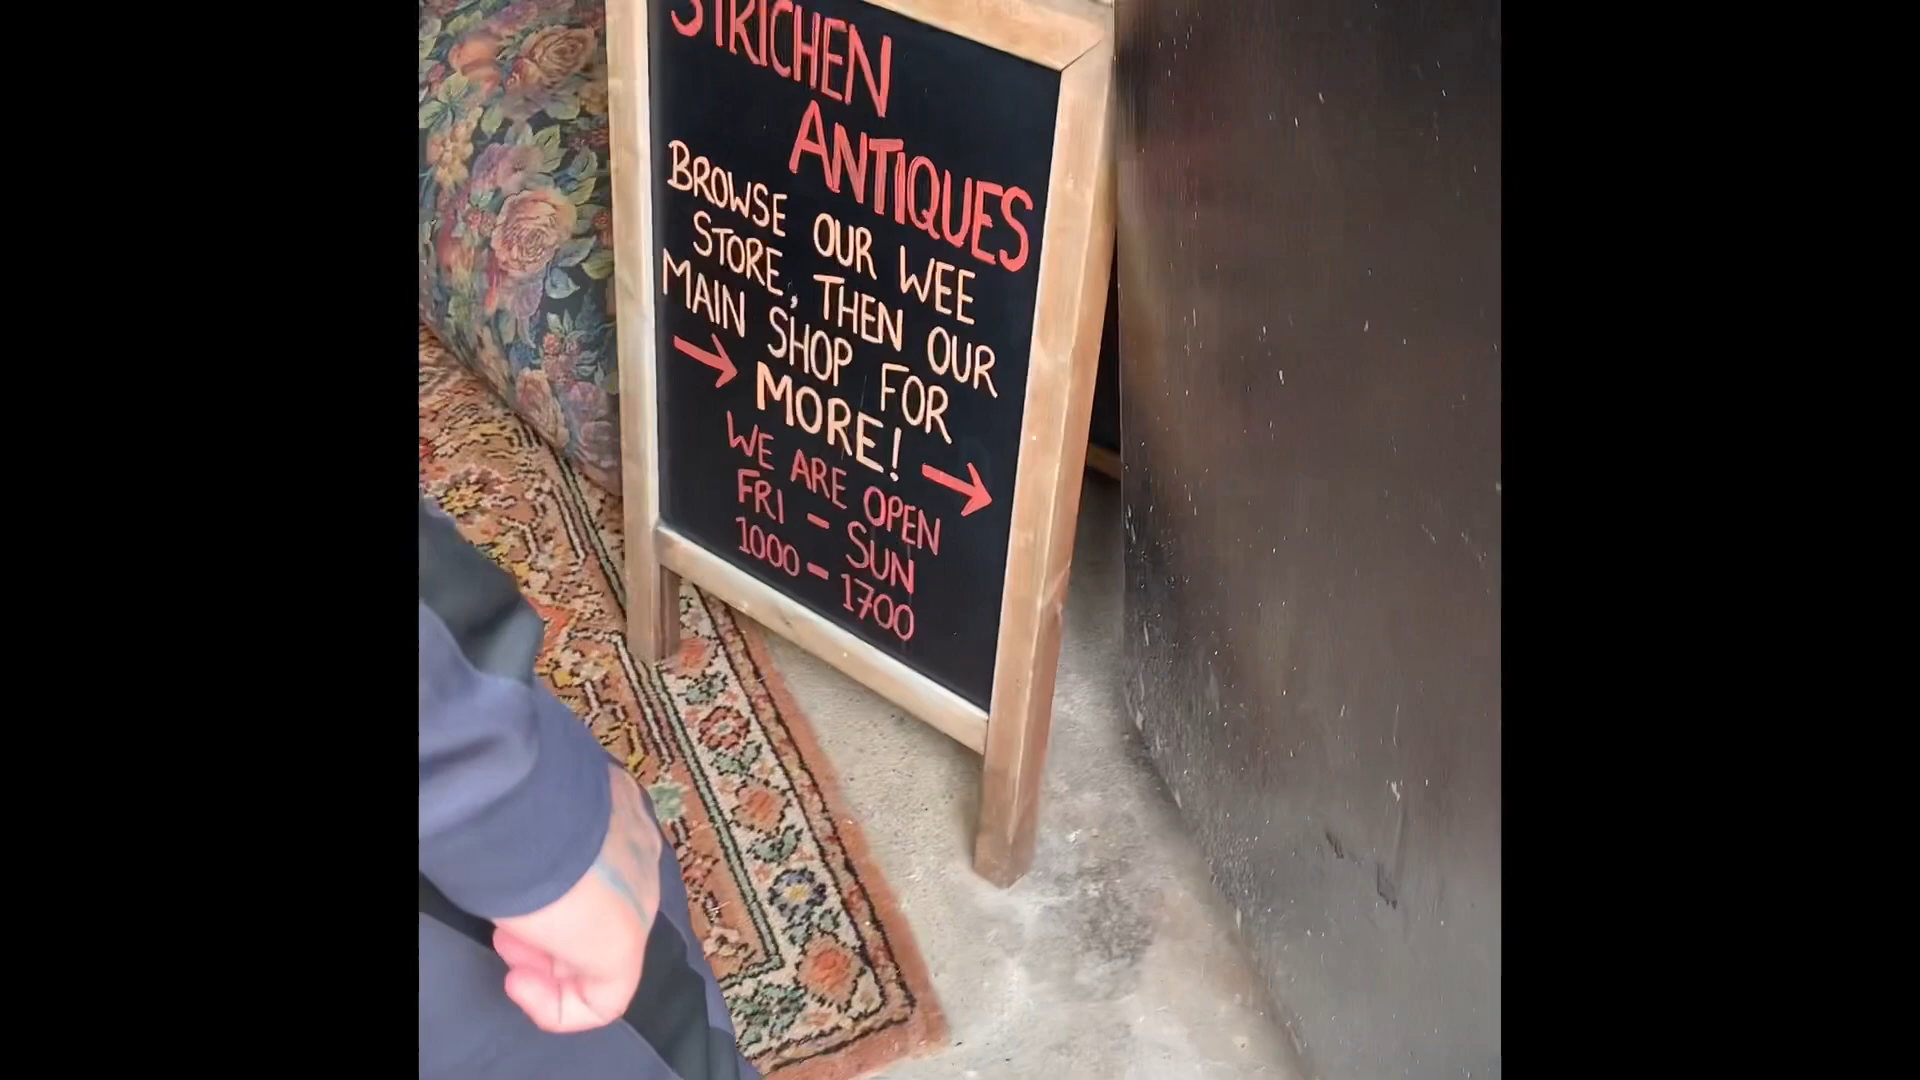 STRICHEN
ANTIQUES
BROWSE OUR WEE
STORE, THEN OUR
MAIN SHOP FOR
MORE!
WE ARE OPEN
FRI - SUN
1000 - 1700